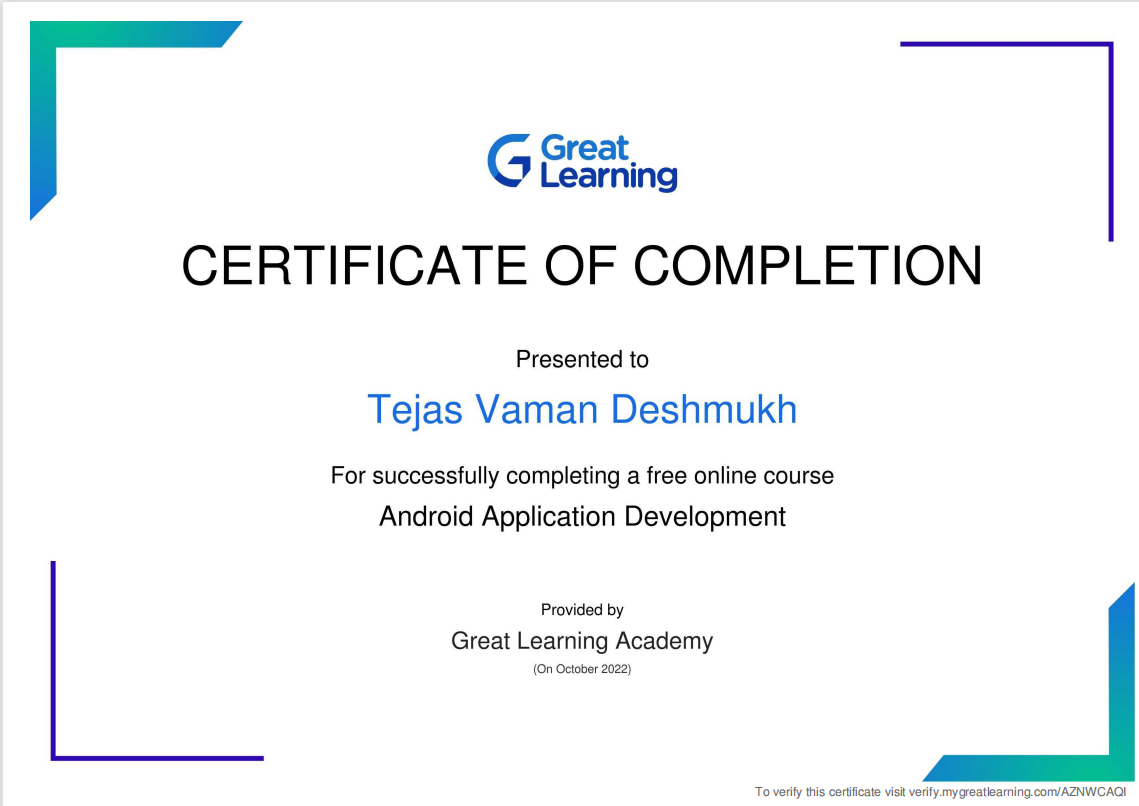 Great
Learning
CERTIFICATE OF COMPLETION
Presented to
Tejas Vaman Deshmukh
For successfully completing a free online course
Android Application Development
Provided by
Great Learning Academy
(On October 2022)
To verify this certificate visit verify.mygreatlearning.com/AZNWCAQI